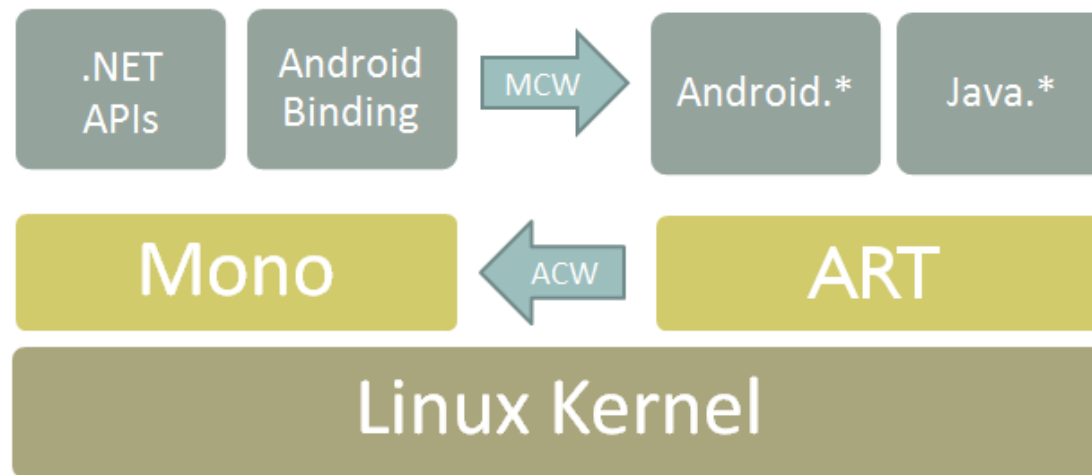 .NET
APIs
Android
Binding
MCW
Android.*
Java.*
Mono
ACW
ART
Linux Kernel